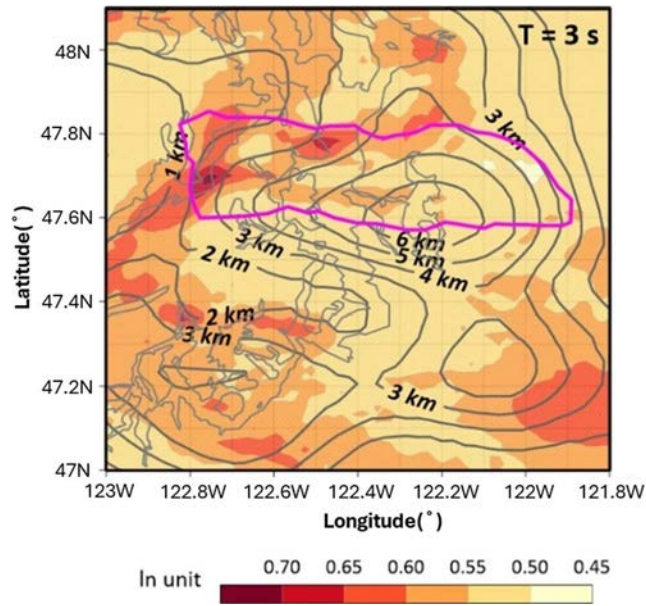 T = 3 s
48N
47.8N
47.6N
47.4N
47.2N
47N
Latitude(°)
1 km
3 km
6 km
5 km
4 km
3 km
2 km
2 km
3 km
3 km
123W 122.8W 122.6W 122.4W 122.2W 122W 121.8W
Longitude(°)
ln unit 0.70 0.65 0.60 0.55 0.50 0.45